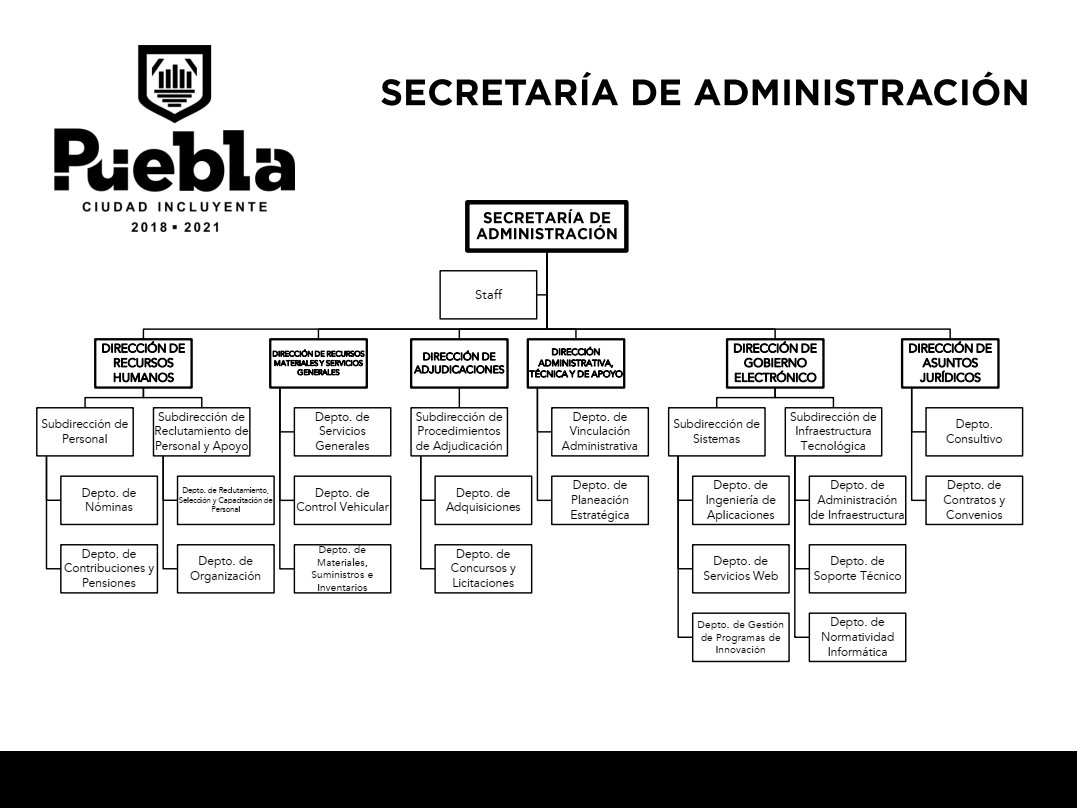 SECRETARÍA DE ADMINISTRACIÓN
Puebla
CIUDAD INCLUYENTE
2018 ▪ 2021
SECRETARÍA DE
ADMINISTRACIÓN
Staff
DIRECCIÓN DE
RECURSOS
HUMANOS
DIRECCIÓN DE RECURSOS
MATERIALES Y SERVICIOS
GENERALES
DIRECCIÓN DE
ADJUDICACIONES
DIRECCIÓN
ADMINISTRATIVA,
TÉCNICA Y DE APOYO
DIRECCIÓN DE
GOBIERNO
ELECTRÓNICO
DIRECCIÓN DE
ASUNTOS
JURÍDICOS
Subdirección de
Personal
Subdirección de
Reclutamiento de
Personal y Apoyo
Depto. de
Servicios
Generales
Subdirección de
Procedimientos
de Adjudicación
Depto. de
Vinculación
Administrativa
Subdirección de
Sistemas
Subdirección de
Infraestructura
Tecnológica
Depto.
Consultivo
Depto. de
Nóminas
Depto. de Reclutamiento,
Selección y Capacitación de
Personal
Depto. de
Control Vehicular
Depto. de
Adquisiciones
Depto. de
Planeación
Estratégica
Depto. de
Ingeniería de
Aplicaciones
Depto. de
Administración
de Infraestructura
Depto. de
Contratos y
Convenios
Depto. de
Contribuciones y
Pensiones
Depto. de
Organización
Depto. de
Materiales,
Suministros e
Inventarios
Depto. de
Concursos y
Licitaciones
Depto. de
Servicios Web
Depto. de
Soporte Técnico
Depto. de Gestión
de Programas de
Innovación
Depto. de
Normatividad
Informática